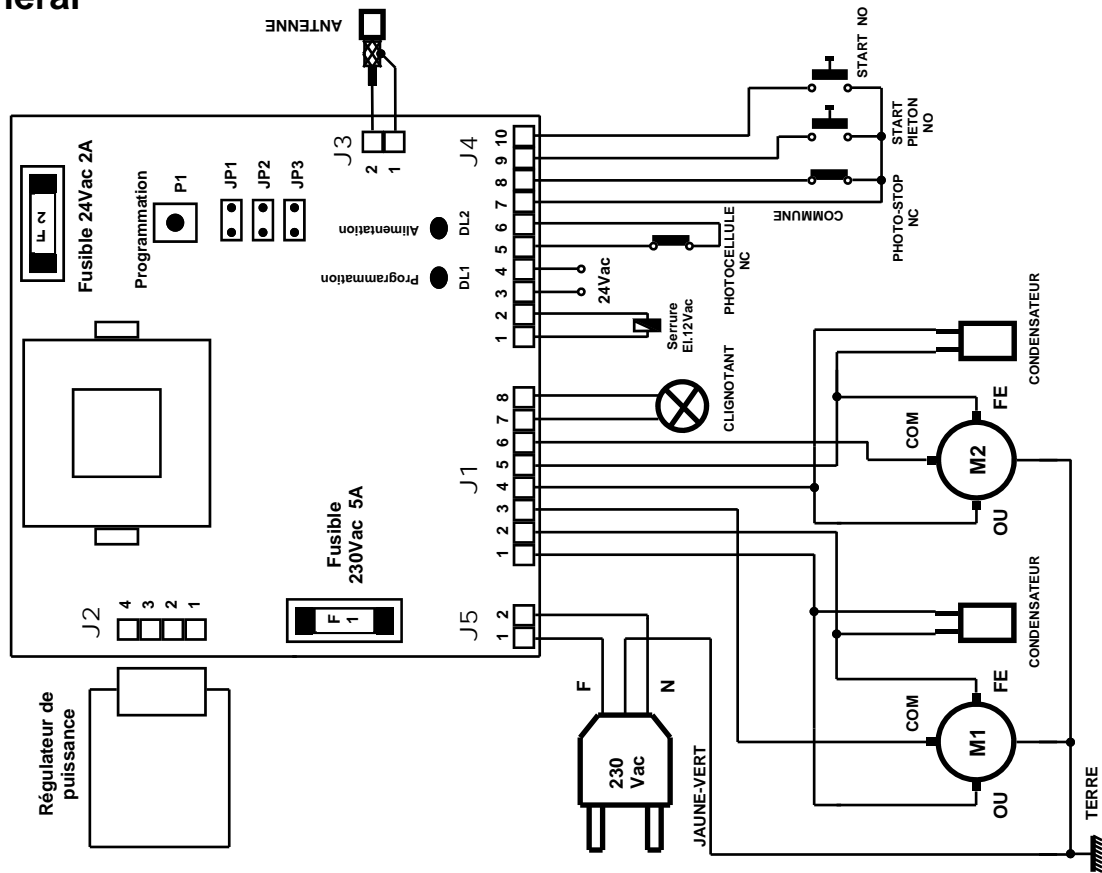 néral
ANTENNE
Fusible 24Vac 2A
F 2
Programmation
P1
JP1
JP2
JP3
J3
2
1
Programmation
DL1
Alimentation
DL2
J4
1
2
3
4
5
6
7
8
9
10
START NO
START
PIETON
NO
COMMUNE
PHOTO-STOP
NC
PHOTOCELLULE
NC
24Vac
Serrure
El.12Vac
CLIGNOTANT
J1
1
2
3
4
5
6
7
8
Fusible
230Vac 5A
F
1
J2
4
3
2
1
J5
1
2
Régulateur de
puissance
F
N
230
Vac
JAUNE-VERT
COM
M1
OU
FE
CONDENSATEUR
COM
M2
OU
FE
CONDENSATEUR
TERRE